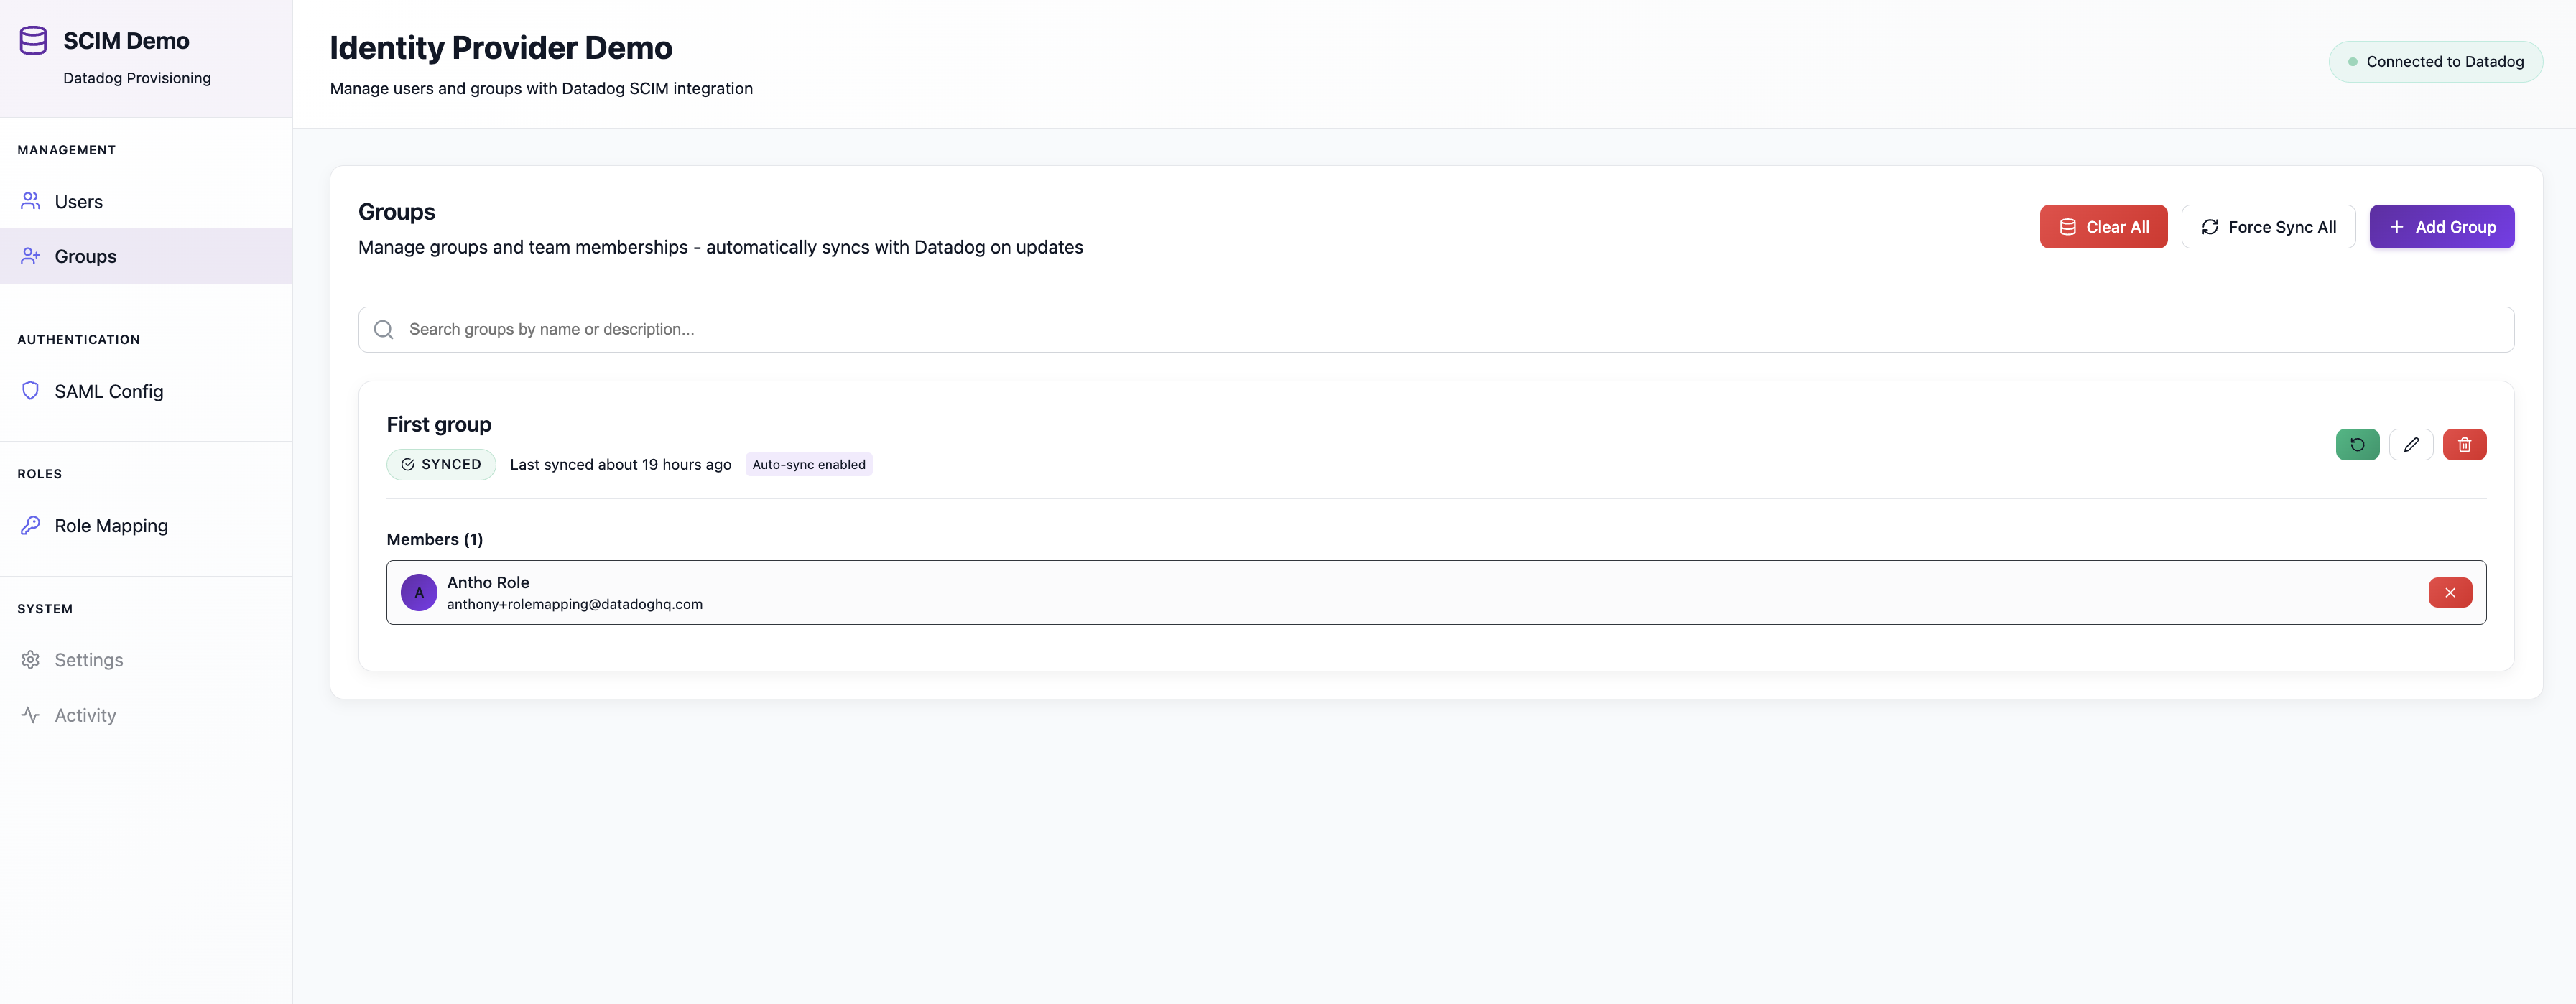 SCIM Demo
Datadog Provisioning
MANAGEMENT
Users
Groups
AUTHENTICATION
SAML Config
ROLES
Role Mapping
SYSTEM
Settings
Activity
Identity Provider Demo
Manage users and groups with Datadog SCIM integration
Connected to Datadog
Groups
Manage groups and team memberships - automatically syncs with Datadog on updates
Clear All
Force Sync All
Add Group
Search groups by name or description...
First group
SYNCED Last synced about 19 hours ago Auto-sync enabled
Members (1)
A
Antho Role
anthony+rolemapping@datadoghq.com